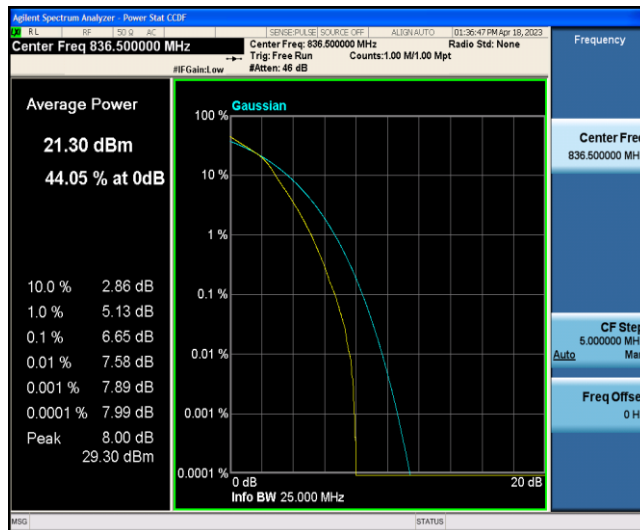 Agilent Spectrum Analyzer - Power Stat CCDF
RL RF 50 Ω AC SENSE:PULSE SOURCE OFF ALIGN AUTO 01:36:47 PM Apr 18, 2023
Center Freq 836.500000 MHz
Center Freq: 836.500000 MHz Radio Std: None
Trig: Free Run Counts:1.00 M/1.00 Mpt
#IFGain:Low #Atten: 46 dB
Frequency
Average Power
21.30 dBm
44.05 % at 0dB
10.0 % 2.86 dB
1.0 % 5.13 dB
0.1 % 6.65 dB
0.01 % 7.58 dB
0.001 % 7.89 dB
0.0001 % 7.99 dB
Peak 8.00 dB
29.30 dBm
Gaussian
100 %
10 %
1 %
0.1 %
0.01 %
0.001 %
0.0001 %
0 dB 20 dB
Info BW 25.000 MHz
Center Fre
836.500000 MH
CF Step
5.000000 MH
Auto Ma
Freq Offse
0 H
MSG STATUS